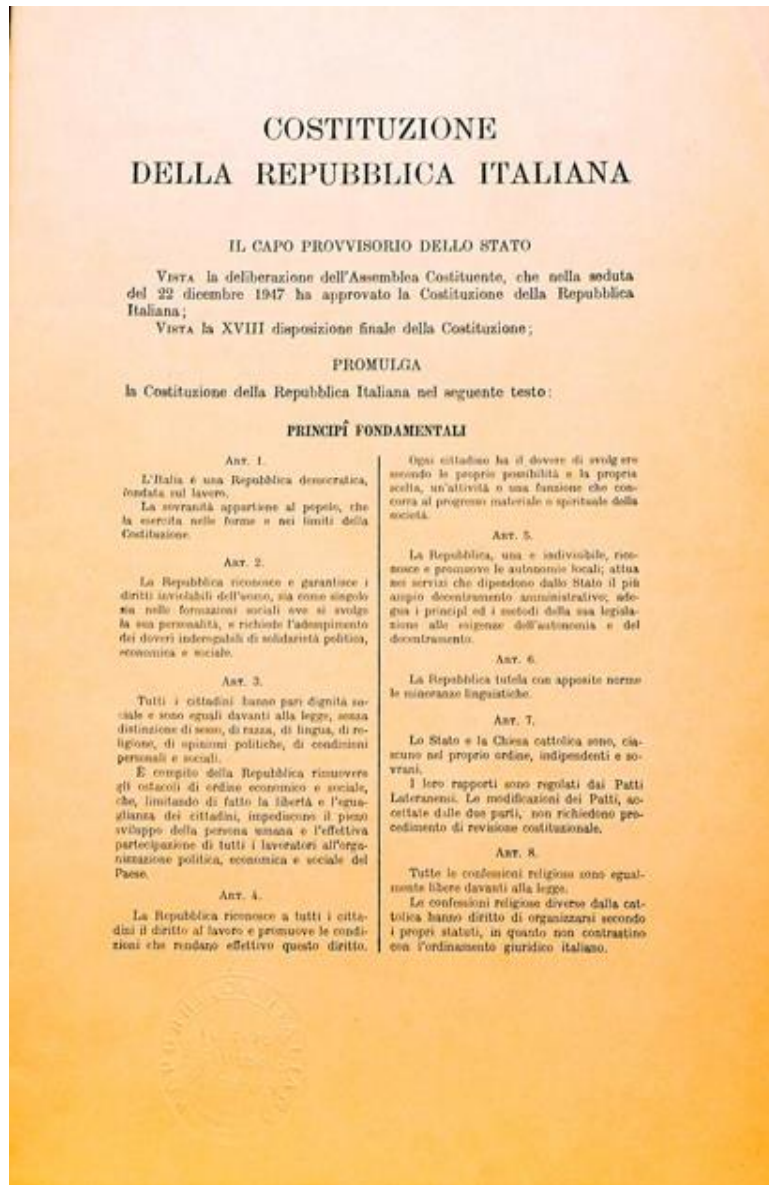 COSTITUZIONE
DELLA REPUBBLICA ITALIANA
IL CAPO PROVVISORIO DELLO STATO
VISTA la deliberazione dell'Assemblea Costituente, che nella seduta
del 22 dicembre 1947 ha approvato la Costituzione della Repubblica
Italiana;
VISTA la XVIII disposizione finale della Costituzione;
PROMULGA
la Costituzione della Repubblica Italiana nel seguente testo:
PRINCIPÎ FONDAMENTALI
ART. 1.
L'Italia è una Repubblica democratica,
fondata sul lavoro.
La sovranità appartiene al popolo, che
la esercita nelle forme e nei limiti della
Costituzione.
ART. 2.
La Repubblica riconosce e garantisce i
diritti inviolabili dell'uomo, sia come singolo
sia nelle formazioni sociali ove si svolge
la sua personalità, e richiede l'adempimento
dei doveri inderogabili di solidarietà politica,
economica e sociale.
ART. 3.
Tutti i cittadini hanno pari dignità so-
ciale e sono eguali davanti alla legge, senza
distinzione di sesso, di razza, di lingua, di re-
ligione, di opinioni politiche, di condizioni
personali e sociali.
È compito della Repubblica rimuovere
gli ostacoli di ordine economico e sociale,
che, limitando di fatto la libertà e l'egua-
glianza dei cittadini, impediscono il pieno
sviluppo della persona umana e l'effettiva
partecipazione di tutti i lavoratori all'orga-
nizzazione politica, economica e sociale del
Paese.
ART. 4.
La Repubblica riconosce a tutti i citta-
dini il diritto al lavoro e promuove le condi-
zioni che rendano effettivo questo diritto.
Ogni cittadino ha il dovere di svolgere
secondo le proprie possibilità e la propria
scelta, un'attività o una funzione che con-
corra al progresso materiale o spirituale della
società.
ART. 5.
La Repubblica, una e indivisibile, rico-
nosce e promuove le autonomie locali; attua
nei servizi che dipendono dallo Stato il più
ampio decentramento amministrativo; ade-
gua i principî ed i metodi della sua legisla-
zione alle esigenze dell'autonomia e del
decentramento.
ART. 6.
La Repubblica tutela con apposite norme
le minoranze linguistiche.
ART. 7.
Lo Stato e la Chiesa cattolica sono, cia-
scuno nel proprio ordine, indipendenti e so-
vrani.
I loro rapporti sono regolati dai Patti
Lateranensi. Le modificazioni dei Patti, ac-
cettate dalle due parti, non richiedono pro-
cedimento di revisione costituzionale.
ART. 8.
Tutte le confessioni religiose sono egual-
mente libere davanti alla legge.
Le confessioni religiose diverse dalla cat-
tolica hanno diritto di organizzarsi secondo
i propri statuti, in quanto non contrastino
con l'ordinamento giuridico italiano.